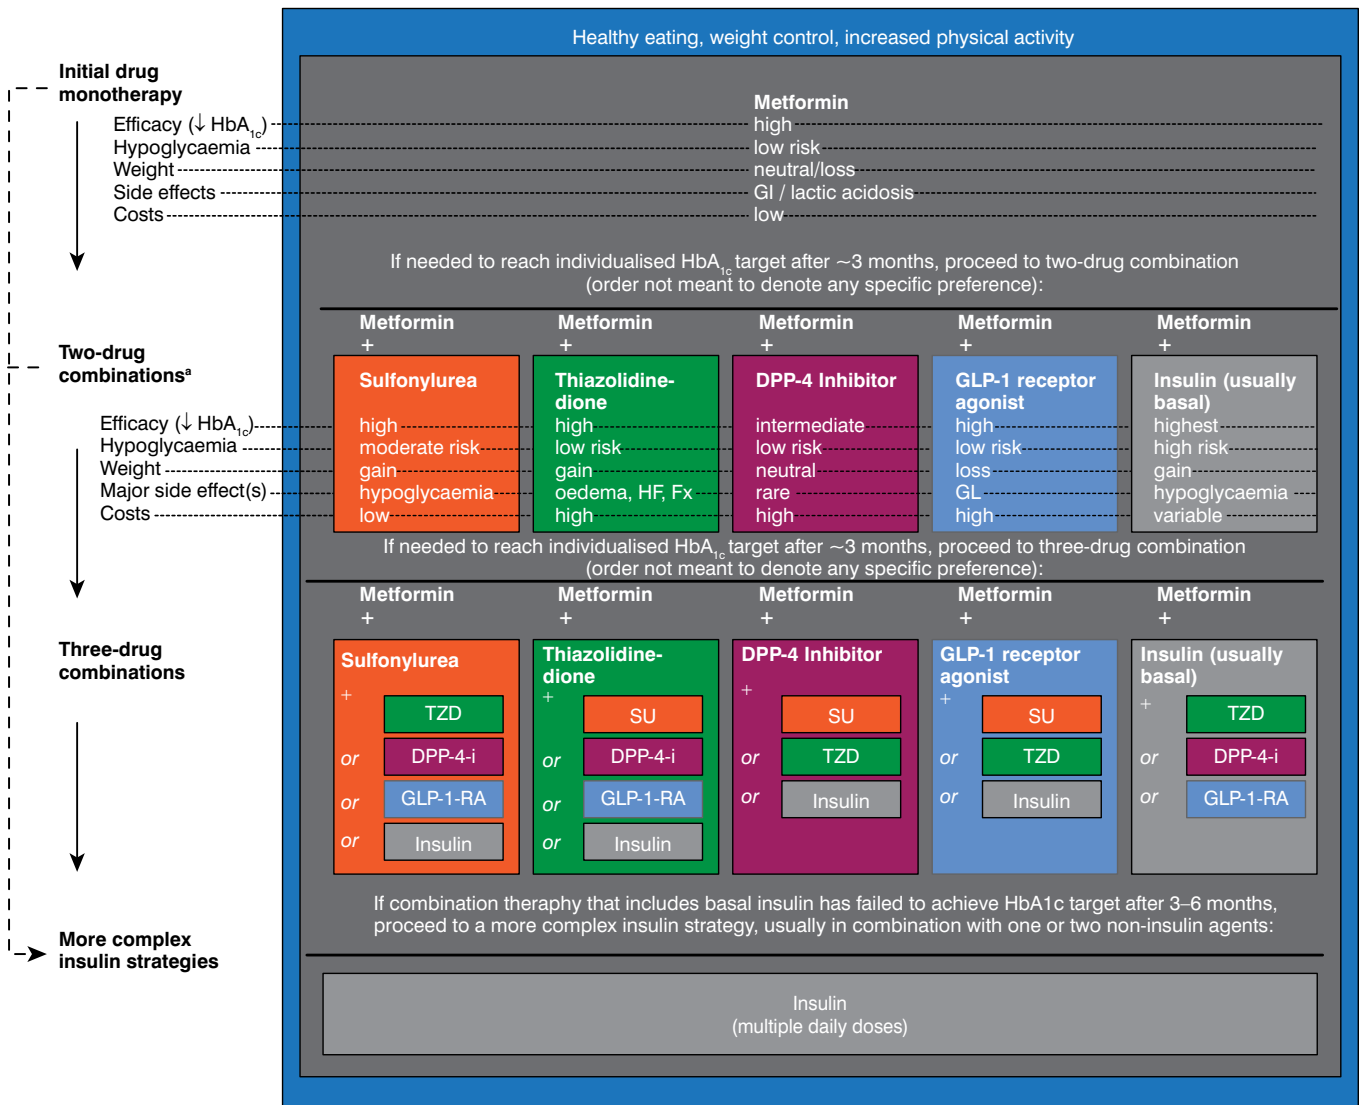 Healthy eating, weight control, increased physical activity
Initial drug
monotherapy
Metformin
Efficacy (↓ HbA1c) high
Hypoglycaemia low risk
Weight neutral/loss
Side effects GI / lactic acidosis
Costs low
If needed to reach individualised HbA1c target after ~3 months, proceed to two-drug combination
(order not meant to denote any specific preference):
Metformin Metformin Metformin Metformin Metformin
+ + + + +
Two-drug
combinationsa
Sulfonylurea Thiazolidine- DPP-4 Inhibitor GLP-1 receptor Insulin (usually
dione agonist basal)
Efficacy (↓ HbA1c) high high intermediate high highest
Hypoglycaemia moderate risk low risk low risk low risk high risk
Weight gain gain neutral loss gain
Major side effect(s) hypoglycaemia oedema, HF, Fx rare GL hypoglycaemia
Costs low high high high variable
If needed to reach individualised HbA1c target after ~3 months, proceed to three-drug combination
(order not meant to denote any specific preference):
Metformin Metformin Metformin Metformin Metformin
+ + + + +
Three-drug
combinations
Sulfonylurea Thiazolidine- DPP-4 Inhibitor GLP-1 receptor Insulin (usually
dione agonist basal)
+ + + + +
TZD SU SU SU TZD
or DPP-4-i or DPP-4-i or TZD or TZD or DPP-4-i
or GLP-1-RA or GLP-1-RA or Insulin or Insulin or GLP-1-RA
or Insulin or Insulin
If combination theraphy that includes basal insulin has failed to achieve HbA1c target after 3–6 months,
proceed to a more complex insulin strategy, usually in combination with one or two non-insulin agents:
More complex
insulin strategies
Insulin
(multiple daily doses)